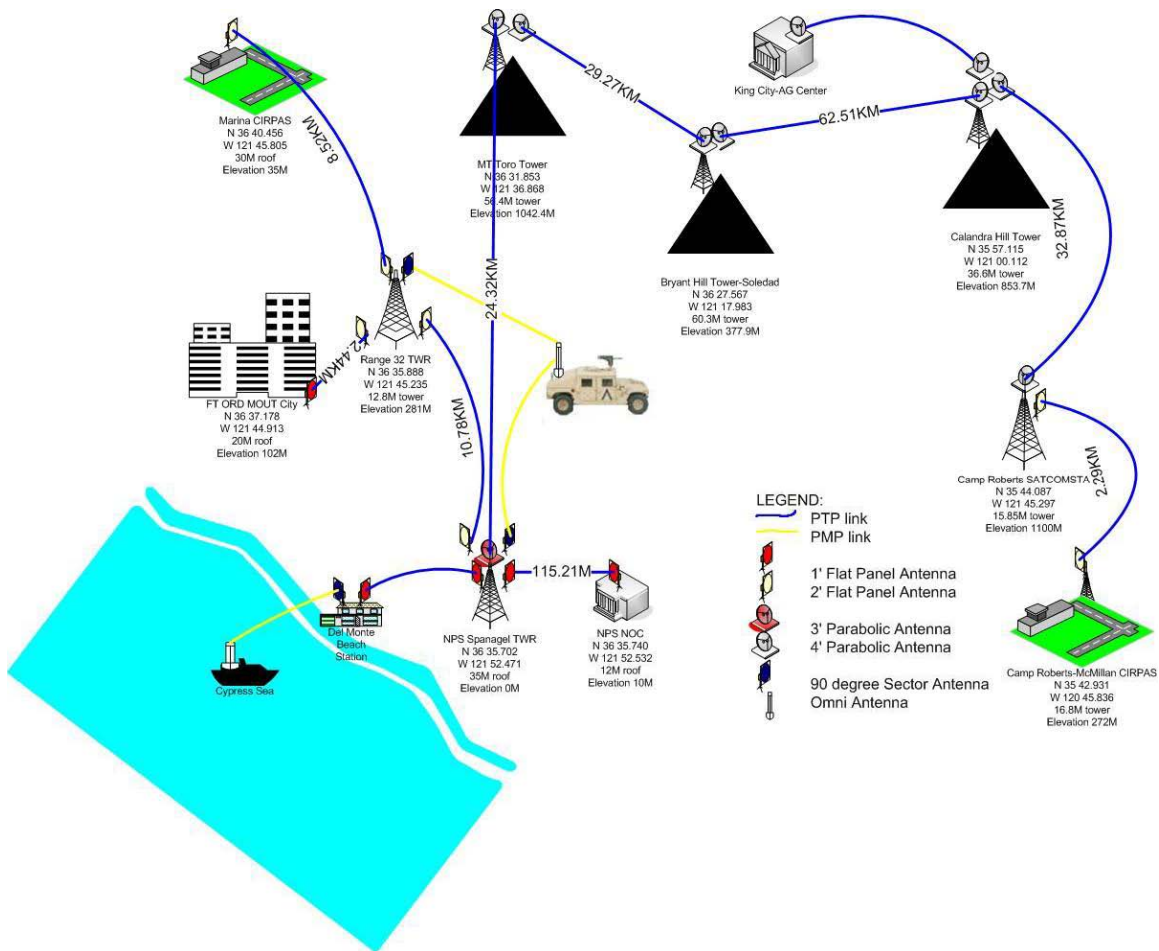 Marina CIRPAS
N 36 40.456
W 121 45.805
30M roof
Elevation 35M
8.52KM
MT Toro Tower
N 36 31.853
W 121 36.868
56.4M tower
Elevation 1042.4M
29.27KM
King City-AG Center
62.51KM
Bryant Hill Tower-Soledad
N 36 27.567
W 121 17.983
60.3M tower
Elevation 377.9M
Calandra Hill Tower
N 35 57.115
W 121 00.112
36.6M tower
Elevation 853.7M
32.87KM
24.32KM
Range 32 TWR
N 36 35.888
W 121 45.235
12.8M tower
Elevation 281M
2.44KM
FT ORD MOUT City
N 36 37.178
W 121 44.913
20M roof
Elevation 102M
10.78KM
Camp Roberts SATCOMSTA
N 35 44.087
W 121 45.297
15.85M tower
Elevation 1100M
2.29KM
LEGEND:
PTP link
PMP link
1' Flat Panel Antenna
2' Flat Panel Antenna
3' Parabolic Antenna
4' Parabolic Antenna
90 degree Sector Antenna
Omni Antenna
115.21M
Del Monte
Beach
Station
Cypress Sea
NPS Spanagel TWR
N 36 35.702
W 121 52.471
35M roof
Elevation 0M
NPS NOC
N 36 35.740
W 121 52.532
12M roof
Elevation 10M
Camp Roberts-McMillan CIRPAS
N 35 42.931
W 120 45.836
16.8M tower
Elevation 272M